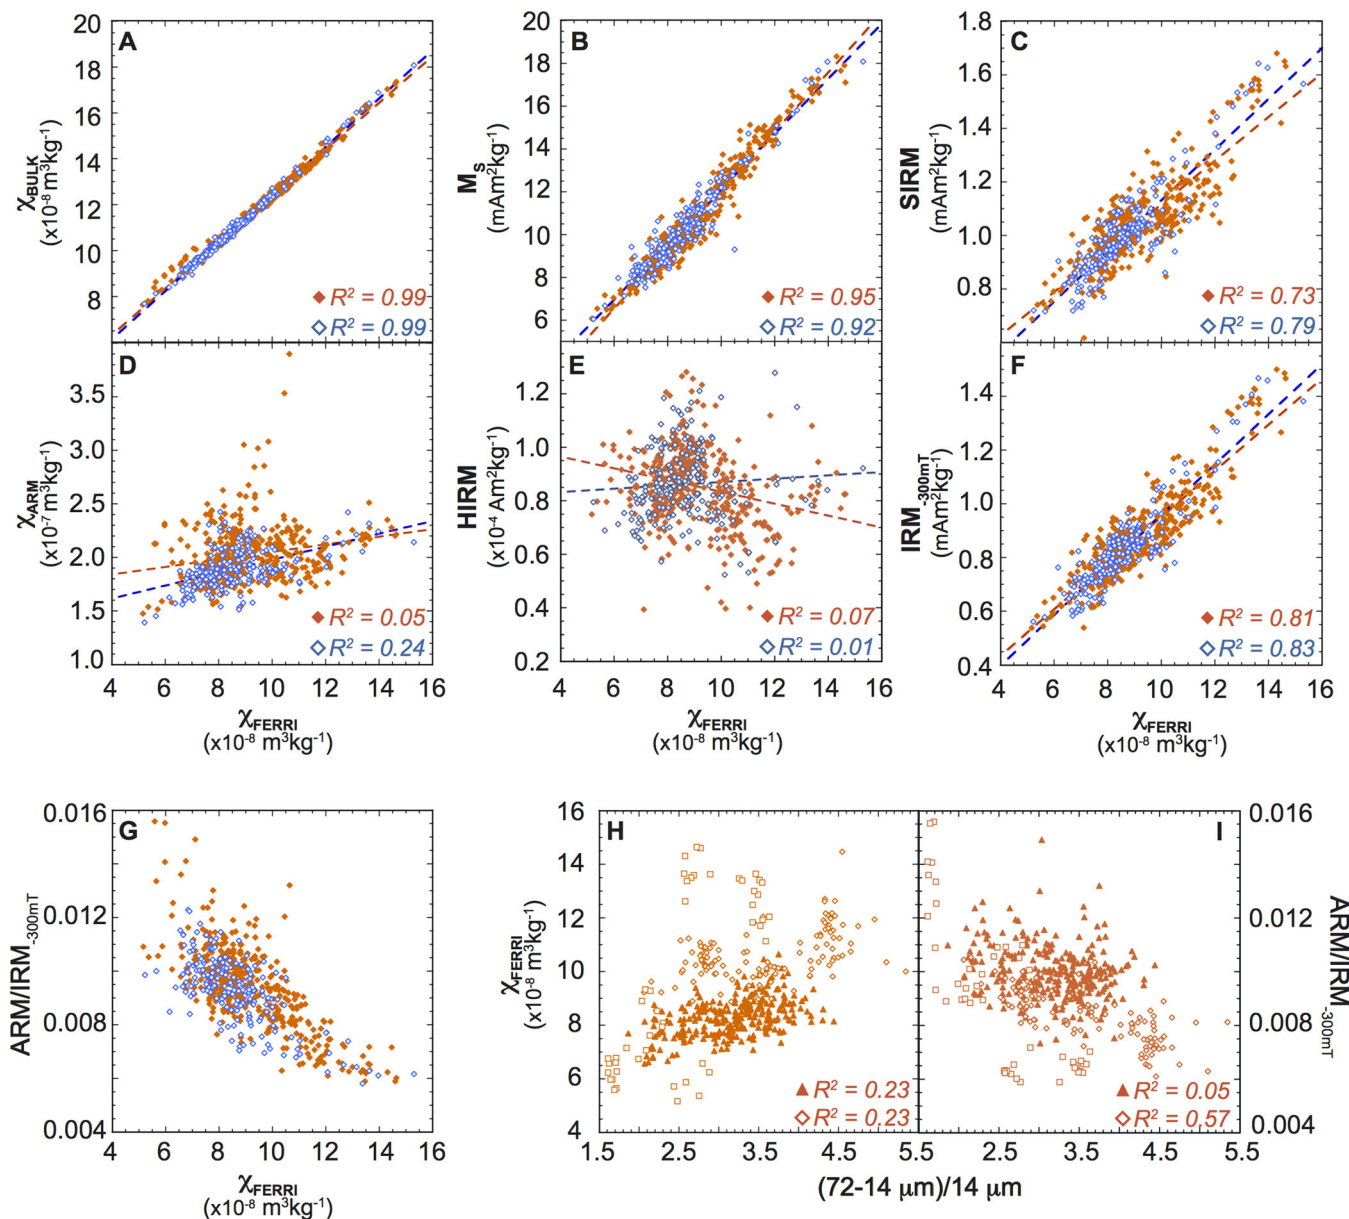 A
20
18
16
14
12
10
8
χBULK
(x10-8 m3kg-1)
R2 = 0.99
R2 = 0.99
B
20
18
16
14
12
10
8
6
MS
(mAm2kg-1)
R2 = 0.95
R2 = 0.92
C
1.8
1.6
1.4
1.2
1.0
0.8
SIRM
(mAm2kg-1)
R2 = 0.73
R2 = 0.79
D
3.5
3.0
2.5
2.0
1.5
1.0
χARM
(x10-7 m3kg-1)
R2 = 0.05
R2 = 0.24
4 6 8 10 12 14 16
χFERRI
(x10-8 m3kg-1)
E
1.2
1.0
0.8
0.6
0.4
0.2
HIRM
(x10-4 Am2kg-1)
R2 = 0.07
R2 = 0.01
4 6 8 10 12 14 16
χFERRI
(x10-8 m3kg-1)
F
1.4
1.2
1.0
0.8
0.6
0.4
IRM-300mT
(mAm2kg-1)
R2 = 0.81
R2 = 0.83
4 6 8 10 12 14 16
χFERRI
(x10-8 m3kg-1)
G
0.016
0.012
0.008
0.004
ARM/IRM-300mT
4 6 8 10 12 14 16
χFERRI
(x10-8 m3kg-1)
H
16
14
12
10
8
6
4
χFERRI
(x10-8 m3kg-1)
R2 = 0.23
R2 = 0.23
1.5 2.5 3.5 4.5 5.5
I
0.016
0.012
0.008
0.004
ARM/IRM-300mT
R2 = 0.05
R2 = 0.57
2.5 3.5 4.5 5.5
(72-14 μm)/14 μm